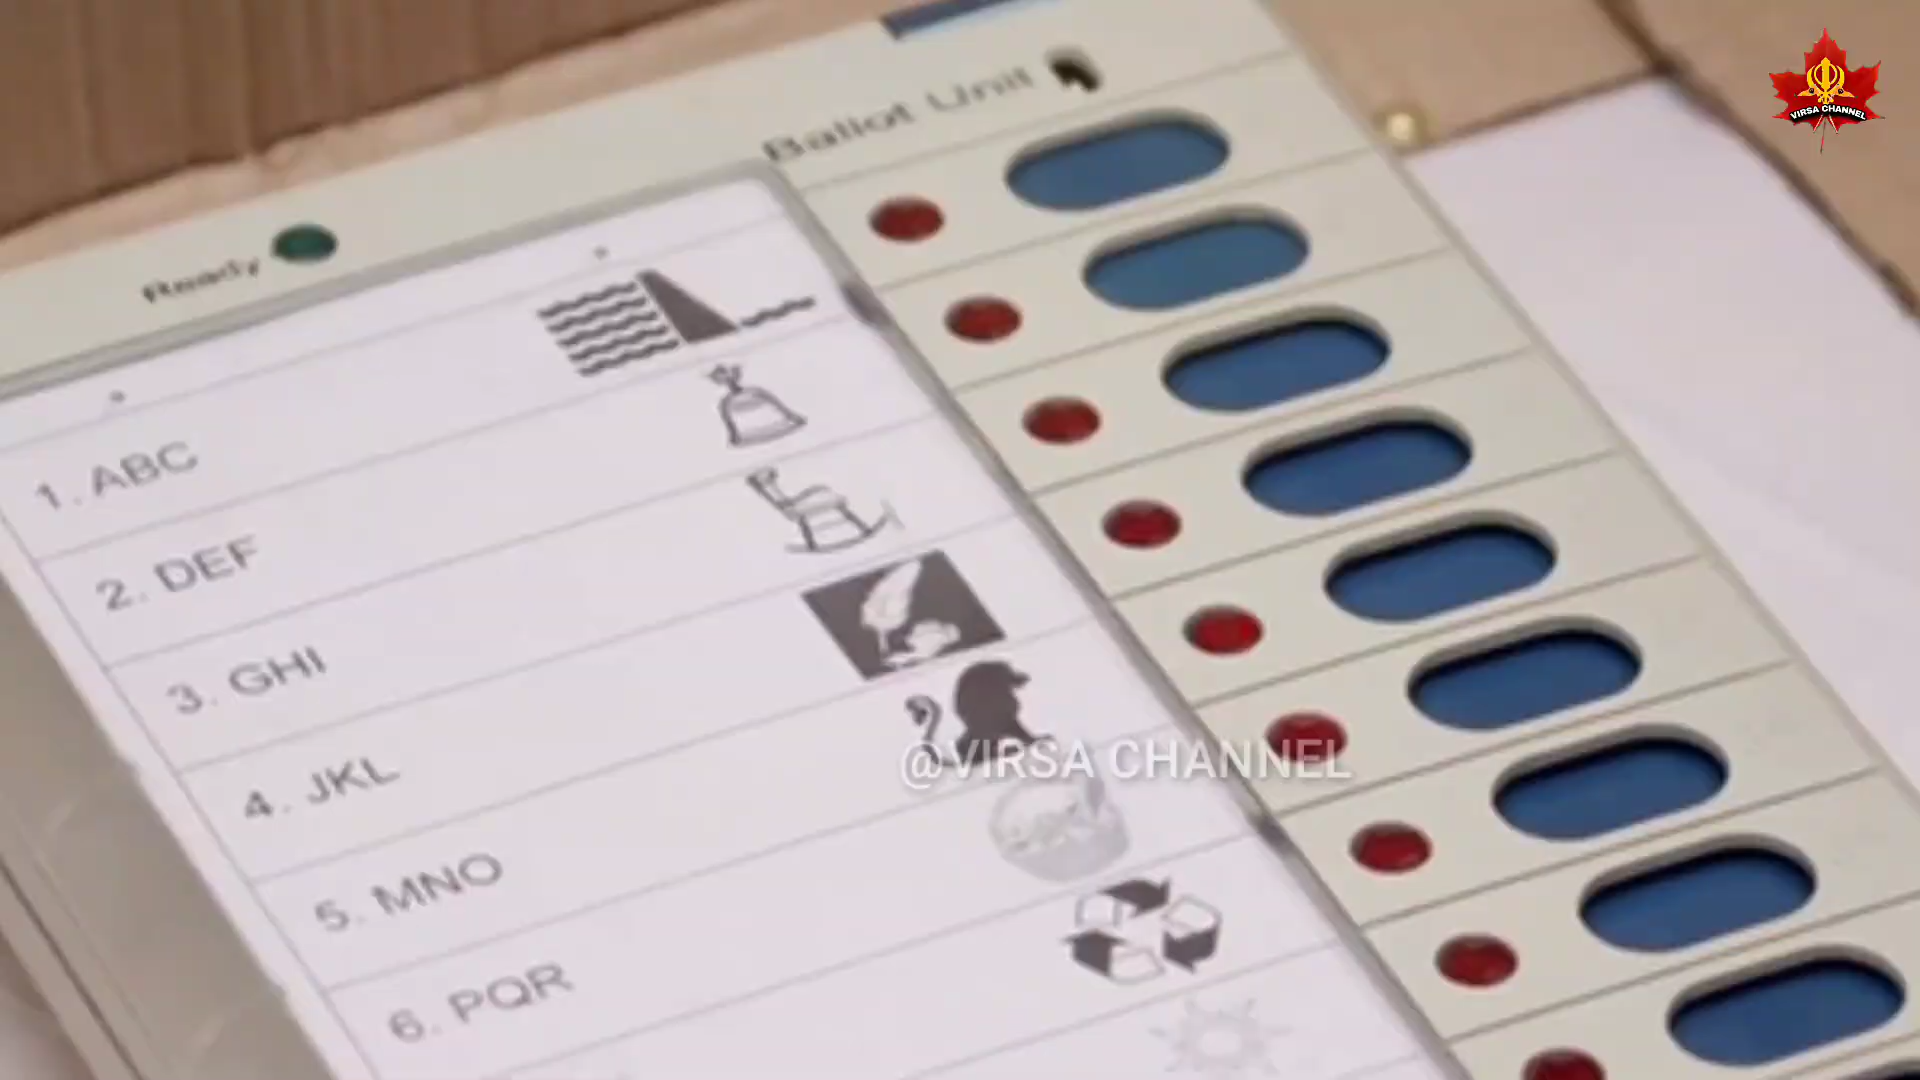 VIRSA CHANNEL
Ballot Unit
Ready
1. ABC
2. DEF
3. GHI
4. JKL
@VIRSA CHANNEL
5. MNO
6. PQR